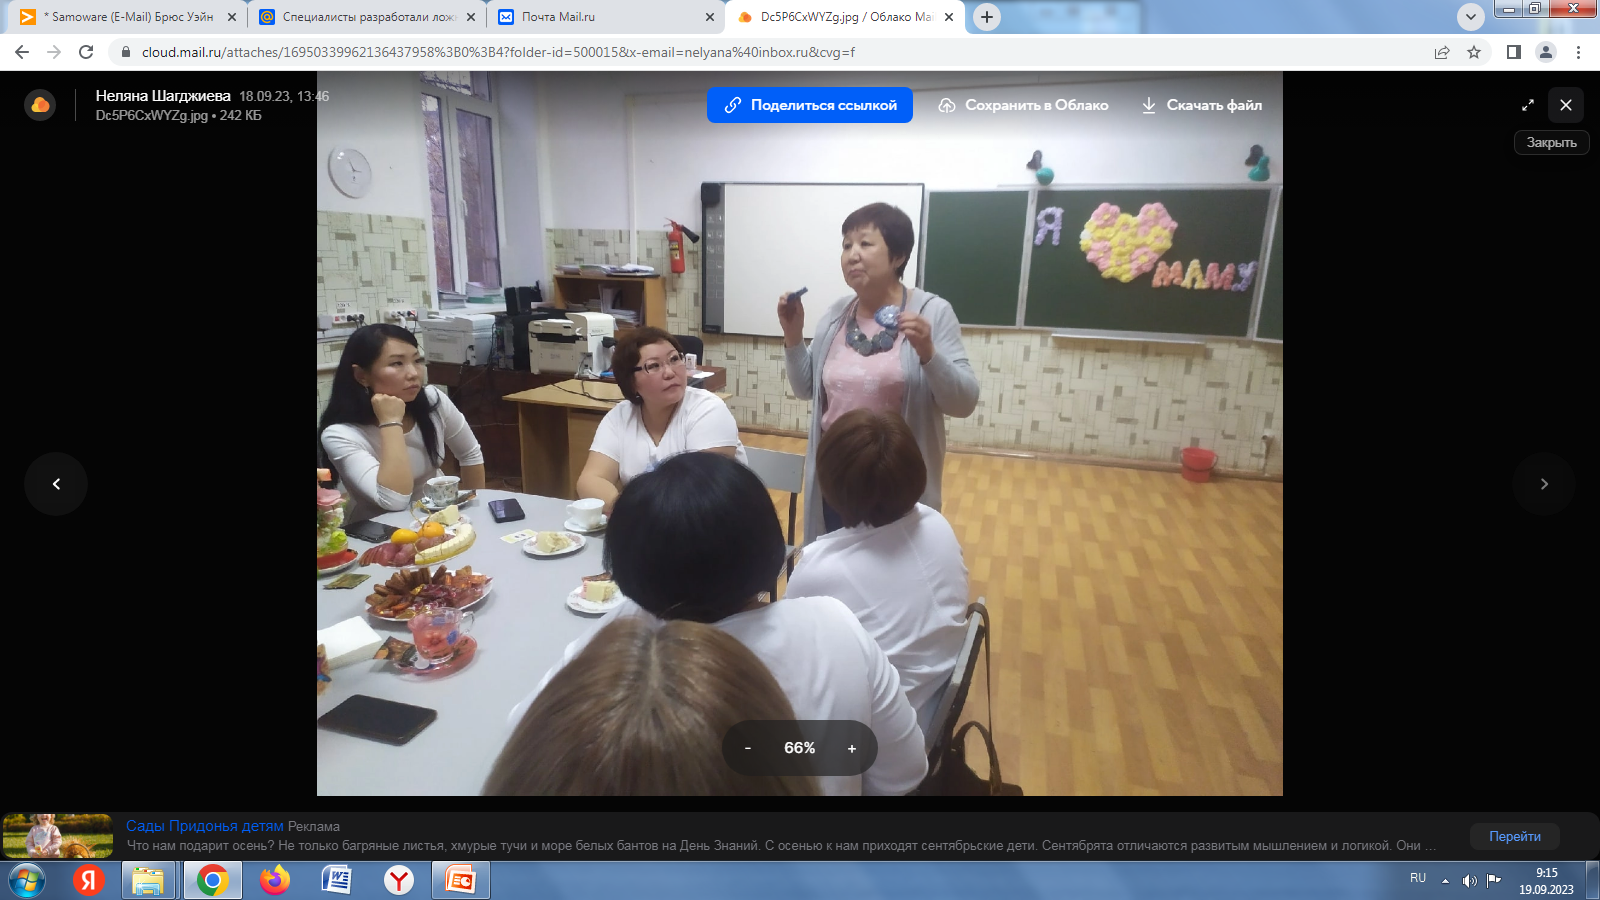 * Samoware (E-Mail) Брюс Уэйн
Специалисты разработали лож
Почта Mail.ru
Dc5P6CxWYZg.jpg / Облако Mai
cloud.mail.ru/attaches/16950339962136437958%3B0%3B4?folder-id=500015&x-email=nelyana%40inbox.ru&cvg=f
Неляна Шагджиева 18.09.23, 13:46
Dc5P6CxWYZg.jpg • 242 КБ
Поделиться ссылкой
Сохранить в Облако
Скачать файл
Закрыть
Я
МАМУ
- 66% +
Сады Придонья детям Реклама
Что нам подарит осень? Не только багряные листья, хмурые тучи и море белых бантов на День Знаний. С осенью к нам приходят сентябрьские дети. Сентябрята отличаются развитым мышлением и логикой. Они ...
Перейти
RU
9:15
19.09.2023